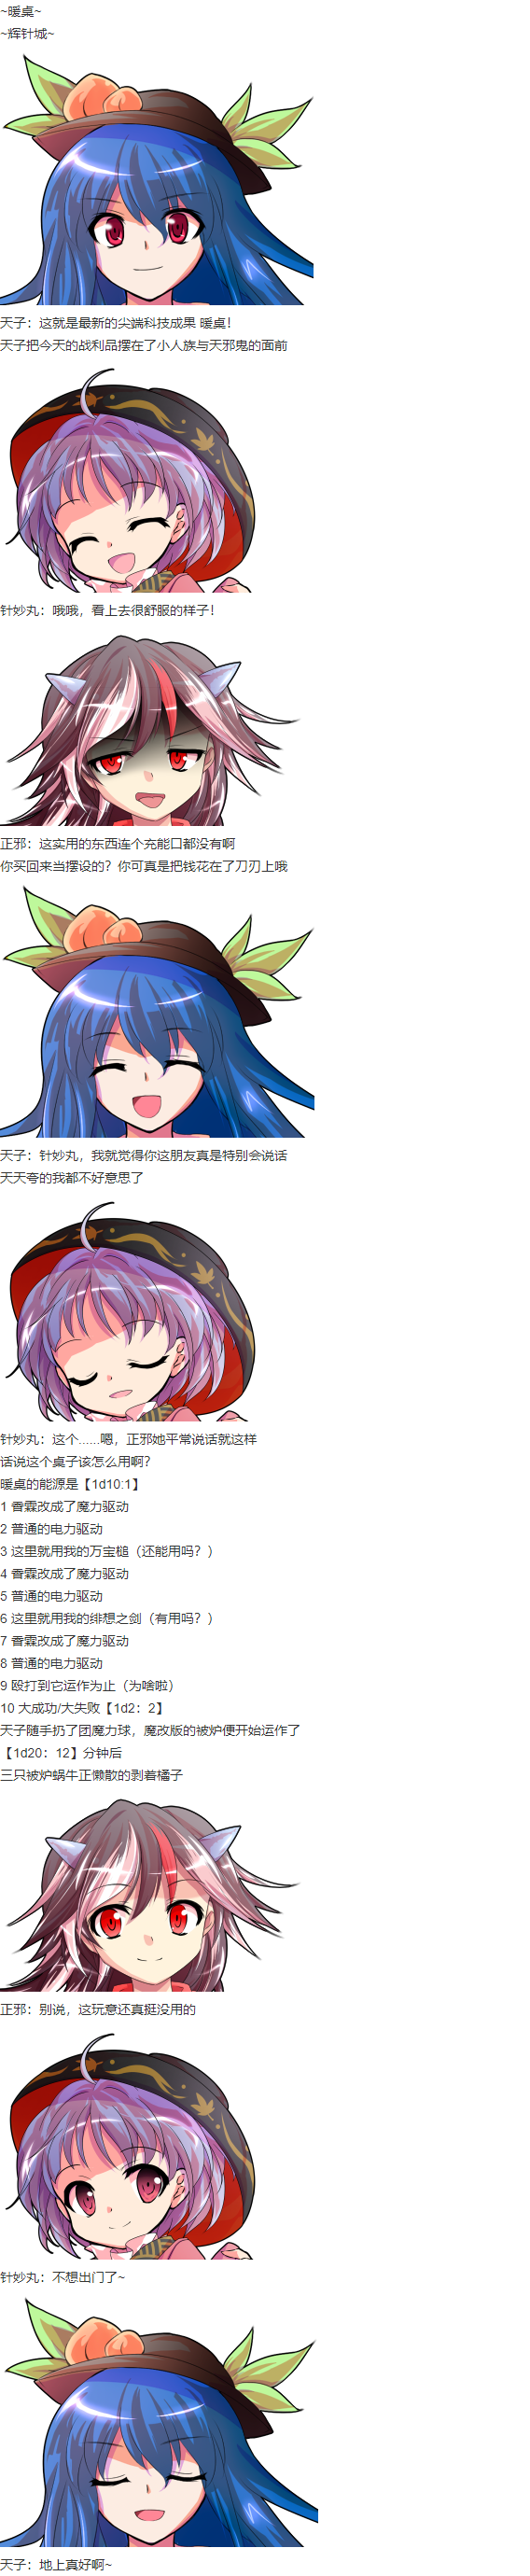 ~暖桌~
~辉针城~
天子：这就是最新的尖端科技成果 暖桌！
天子把今天的战利品摆在了小人族与天邪鬼的面前
针妙丸：哦哦，看上去很舒服的样子！
正邪：这实用的东西连个充能口都没有啊
你买回来当摆设的？你可真是把钱花在了刀刃上哦
天子：针妙丸，我就觉得你这朋友真是特别会说话
天天夸的我都不好意思了
针妙丸：这个......嗯，正邪她平常说话就这样
话说这个桌子该怎么用啊？
暖桌的能源是【1d10:1】
1 香霖改成了魔力驱动
2 普通的电力驱动
3 这里就用我的万宝槌（还能用吗？）
4 香霖改成了魔力驱动
5 普通的电力驱动
6 这里就用我的绯想之剑（有用吗？）
7 香霖改成了魔力驱动
8 普通的电力驱动
9 殴打到它运作为止（为啥啦）
10 大成功/大失败【1d2：2】
天子随手扔了团魔力球，魔改版的被炉便开始运作了
【1d20：12】分钟后
三只被炉蜗牛正懒散的剥着橘子
正邪：别说，这玩意还真挺没用的
针妙丸：不想出门了~
天子：地上真好啊~